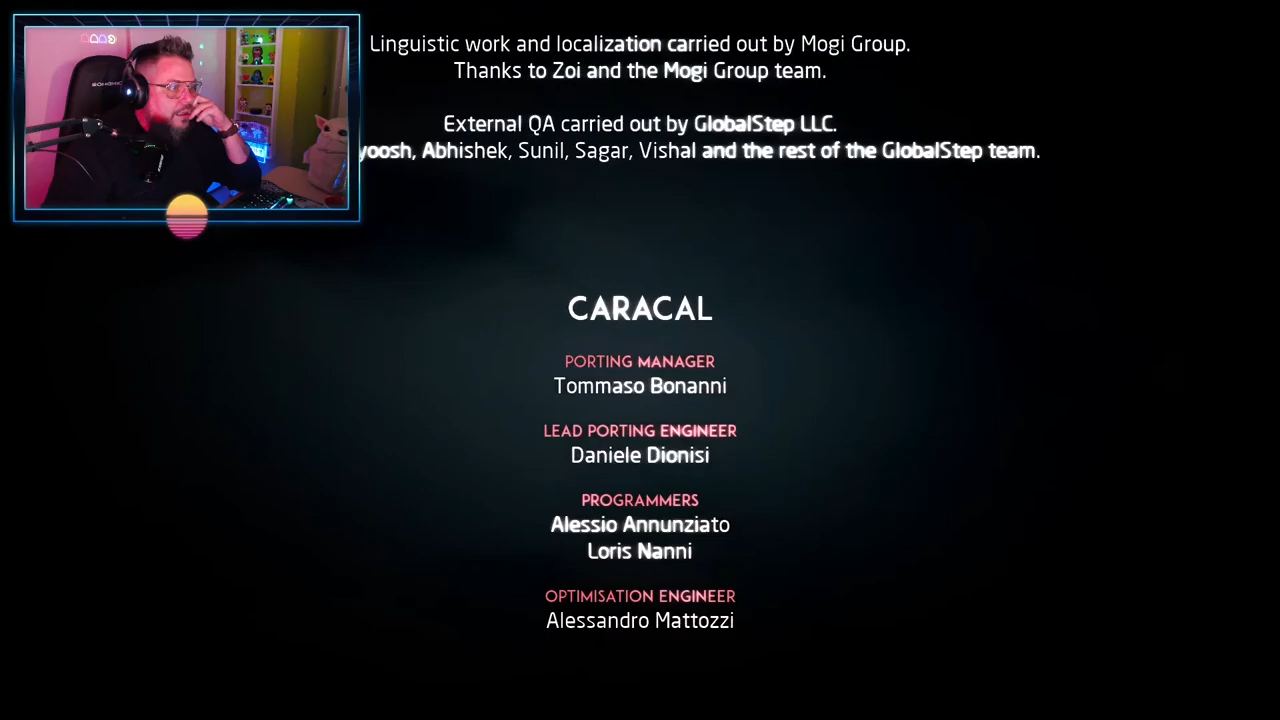 Linguistic work and localization carried out by Mogi Group.
Thanks to Zoi and the Mogi Group team.
External QA carried out by GlobalStep LLC.
Abhishek, Sunil, Sagar, Vishal and the rest of the GlobalStep team.
CARACAL
PORTING MANAGER
Tommaso Bonanni
LEAD PORTING ENGINEER
Daniele Dionisi
PROGRAMMERS
Alessio Annunziato
Loris Nanni
OPTIMISATION ENGINEER
Alessandro Mattozzi